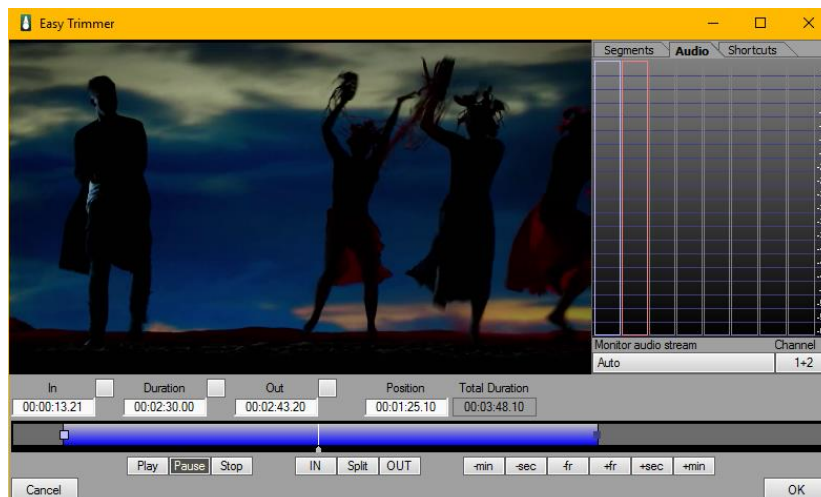 Easy Trimmer
Segments Audio Shortcuts
Monitor audio stream Channel
Auto 1+2
In Duration Out Position Total Duration
00:00:13.21 00:02:30.00 00:02:43.20 00:01:25.10 00:03:48.10
Play Pause Stop IN Split OUT -min -sec -fr +fr +sec +min
Cancel OK